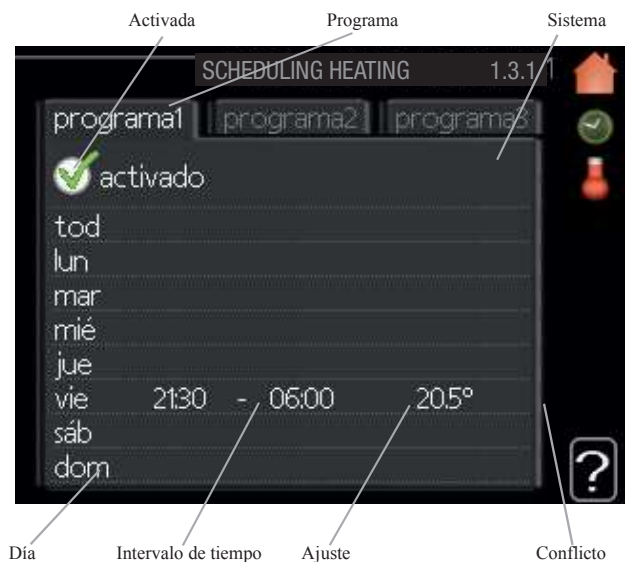 Activada Programa Sistema
SCHEDULING HEATING 1.3.1
programa1 programa2 programa3
activado
tod
lun
mar
mié
jue
vie 21:30 - 06:00 20.5°
sáb
dom
?
Día Intervalo de tiempo Ajuste Conflicto